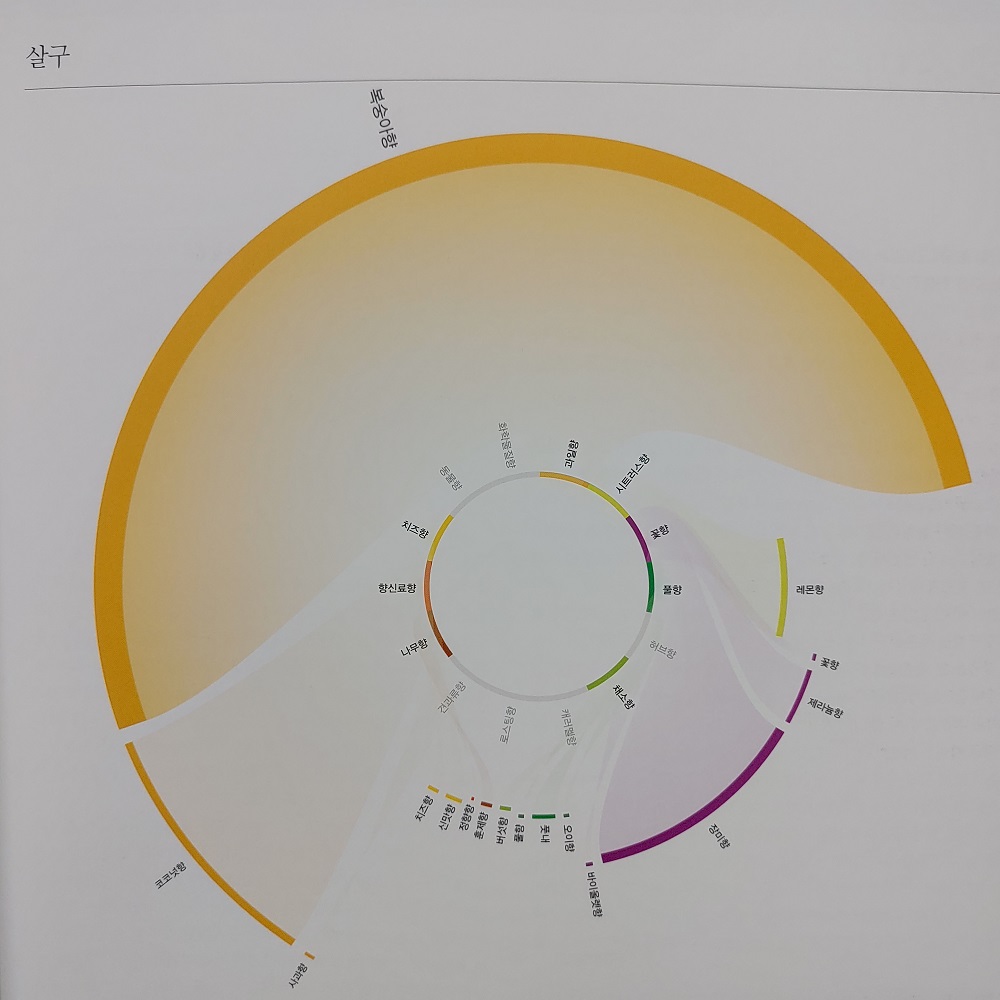 살구
복숭아향
화학물질향
과일향
시트러스향
동물향
꽃향
치즈향
풀향
향신료향
허브향
나무향
채소향
견과류향
로스팅향
캐러멜향
레몬향
꽃향
제라늄향
장미향
바이올렛향
오이향
풋내
풀향
버섯향
훈제향
정향향
신맛향
치즈향
코코넛향
사과향